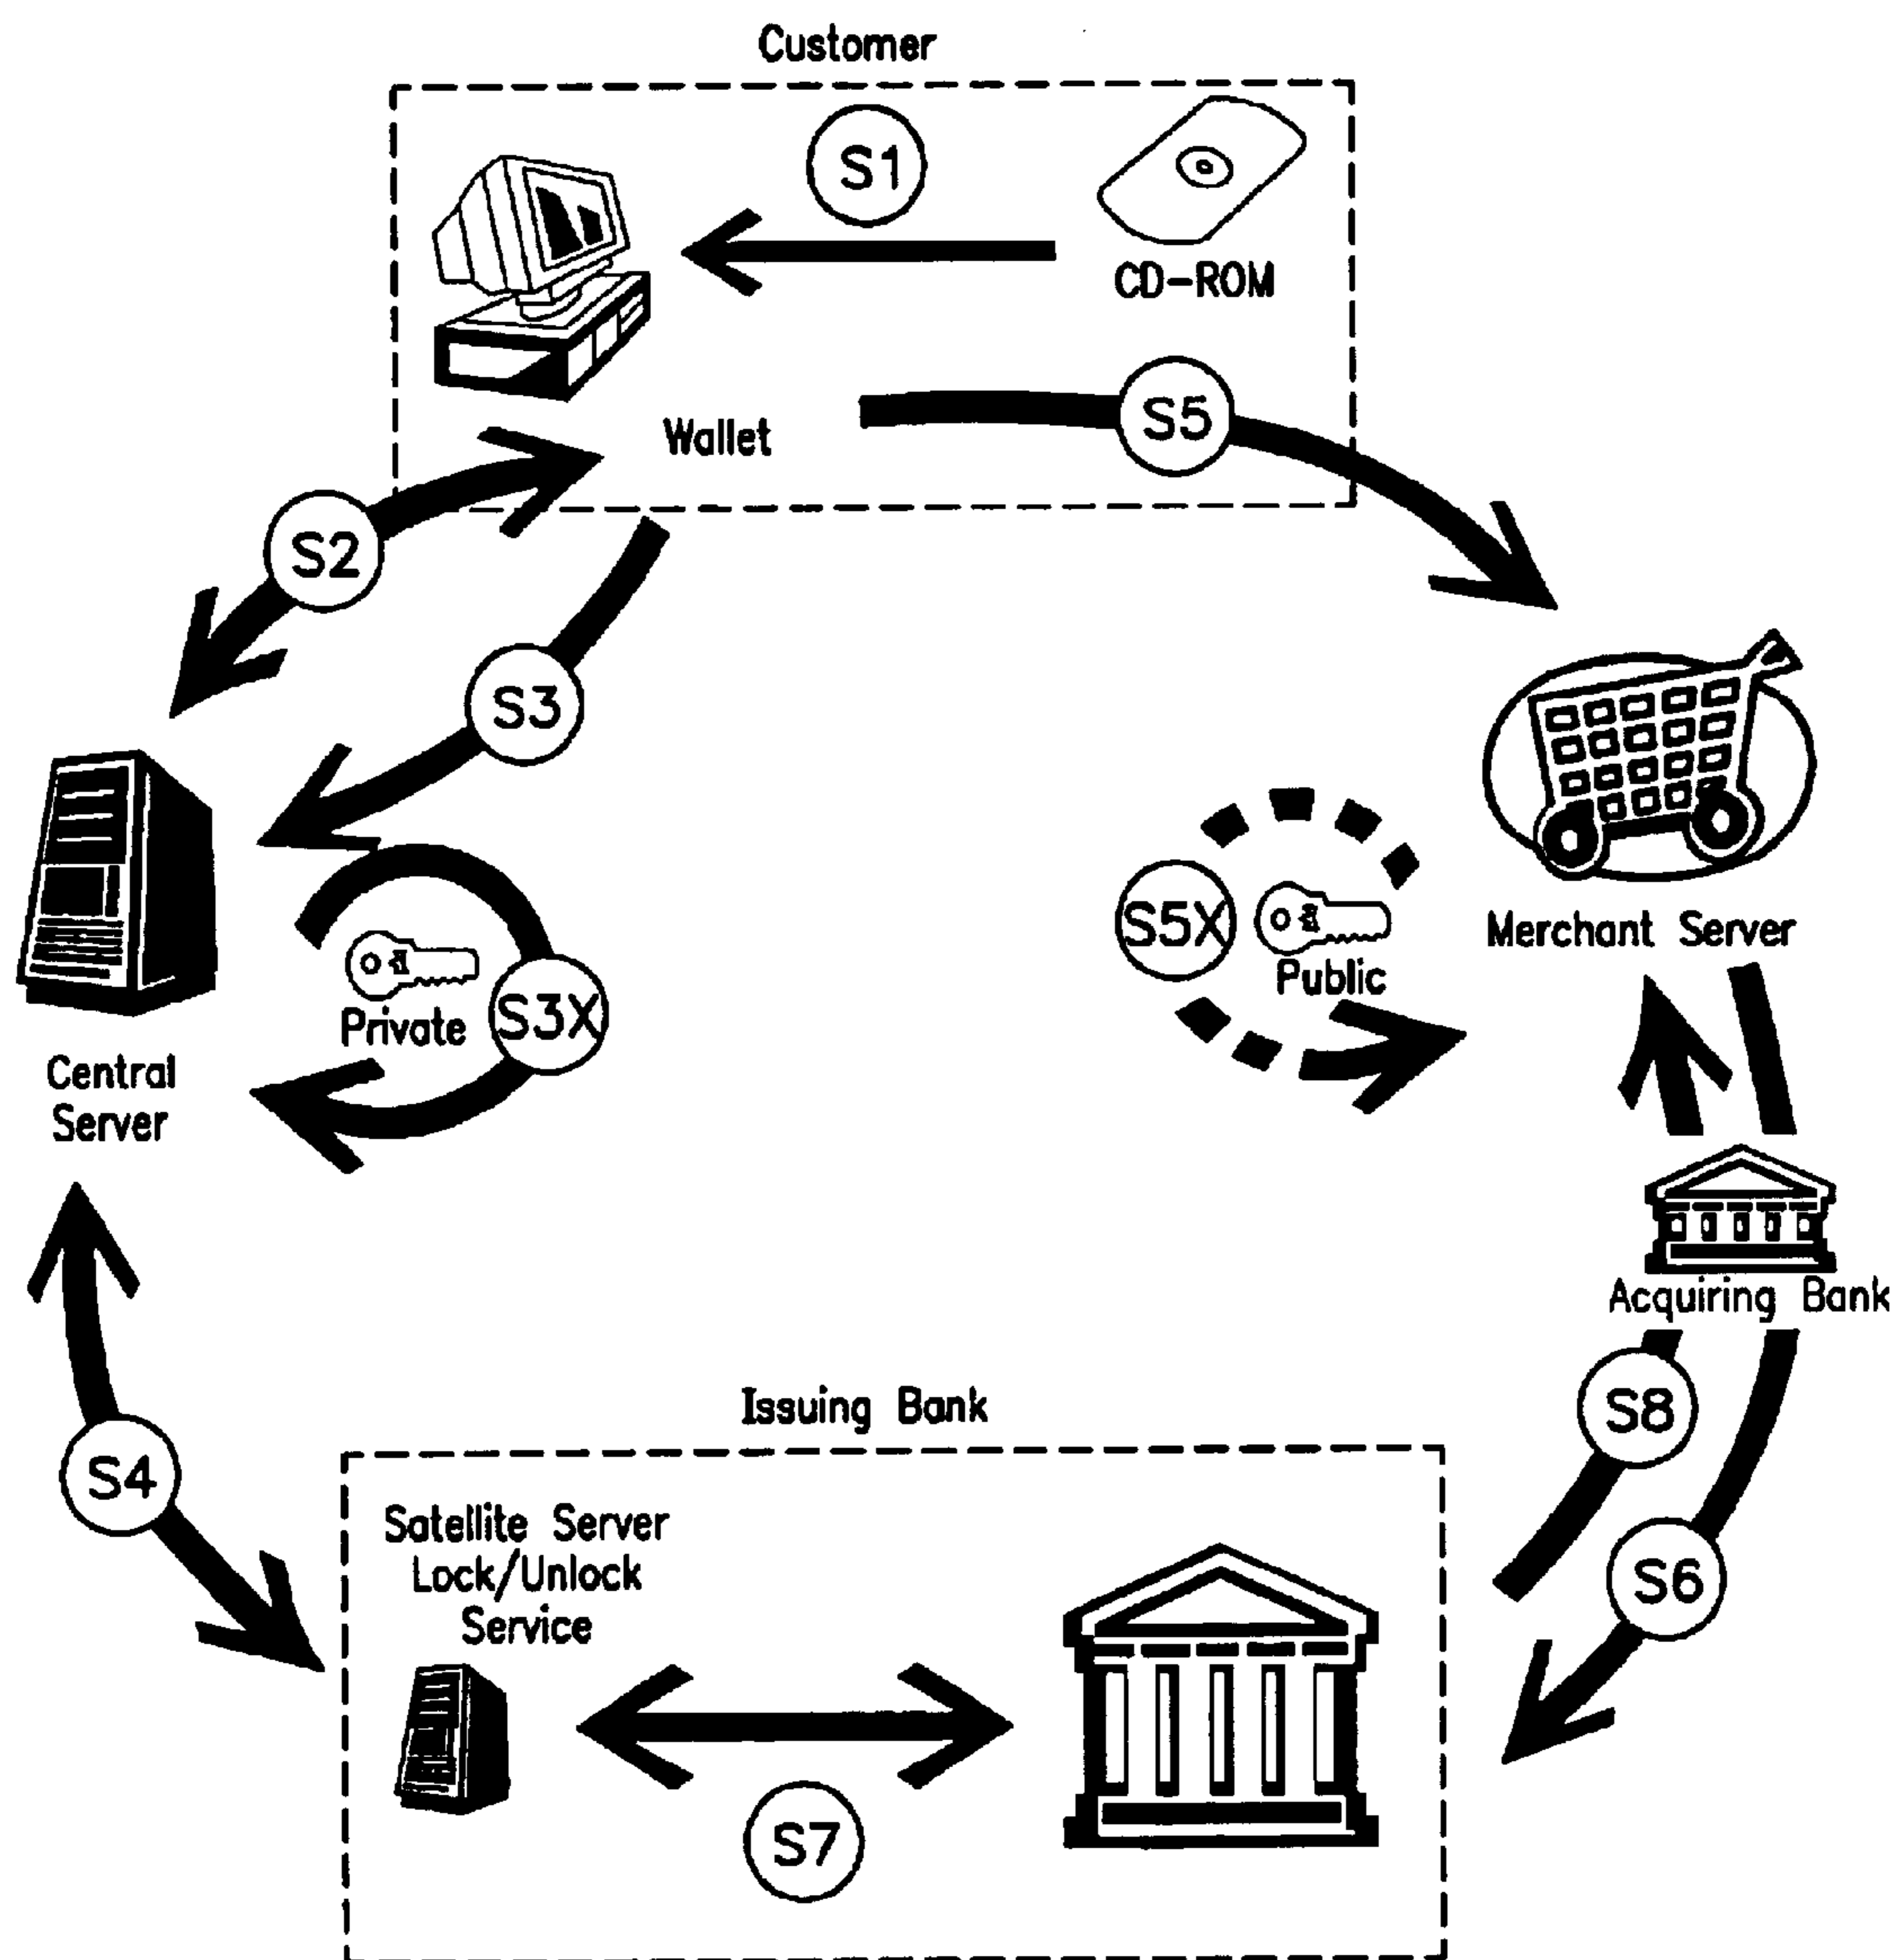 Customer
S1
CD-ROM
S5
Wallet
S2
S3
S5X
Public
Merchant Server
Private
S3X
Central
Server
Acquiring Bank
S8
Issuing Bank
S4
Satellite Server
Lock/Unlock
Service
S6
S7